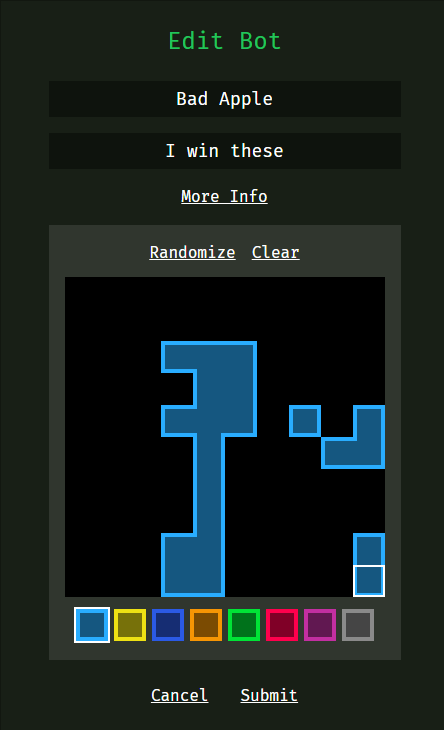 Edit Bot
Bad Apple
I win these
More Info
Randomize Clear
Cancel Submit